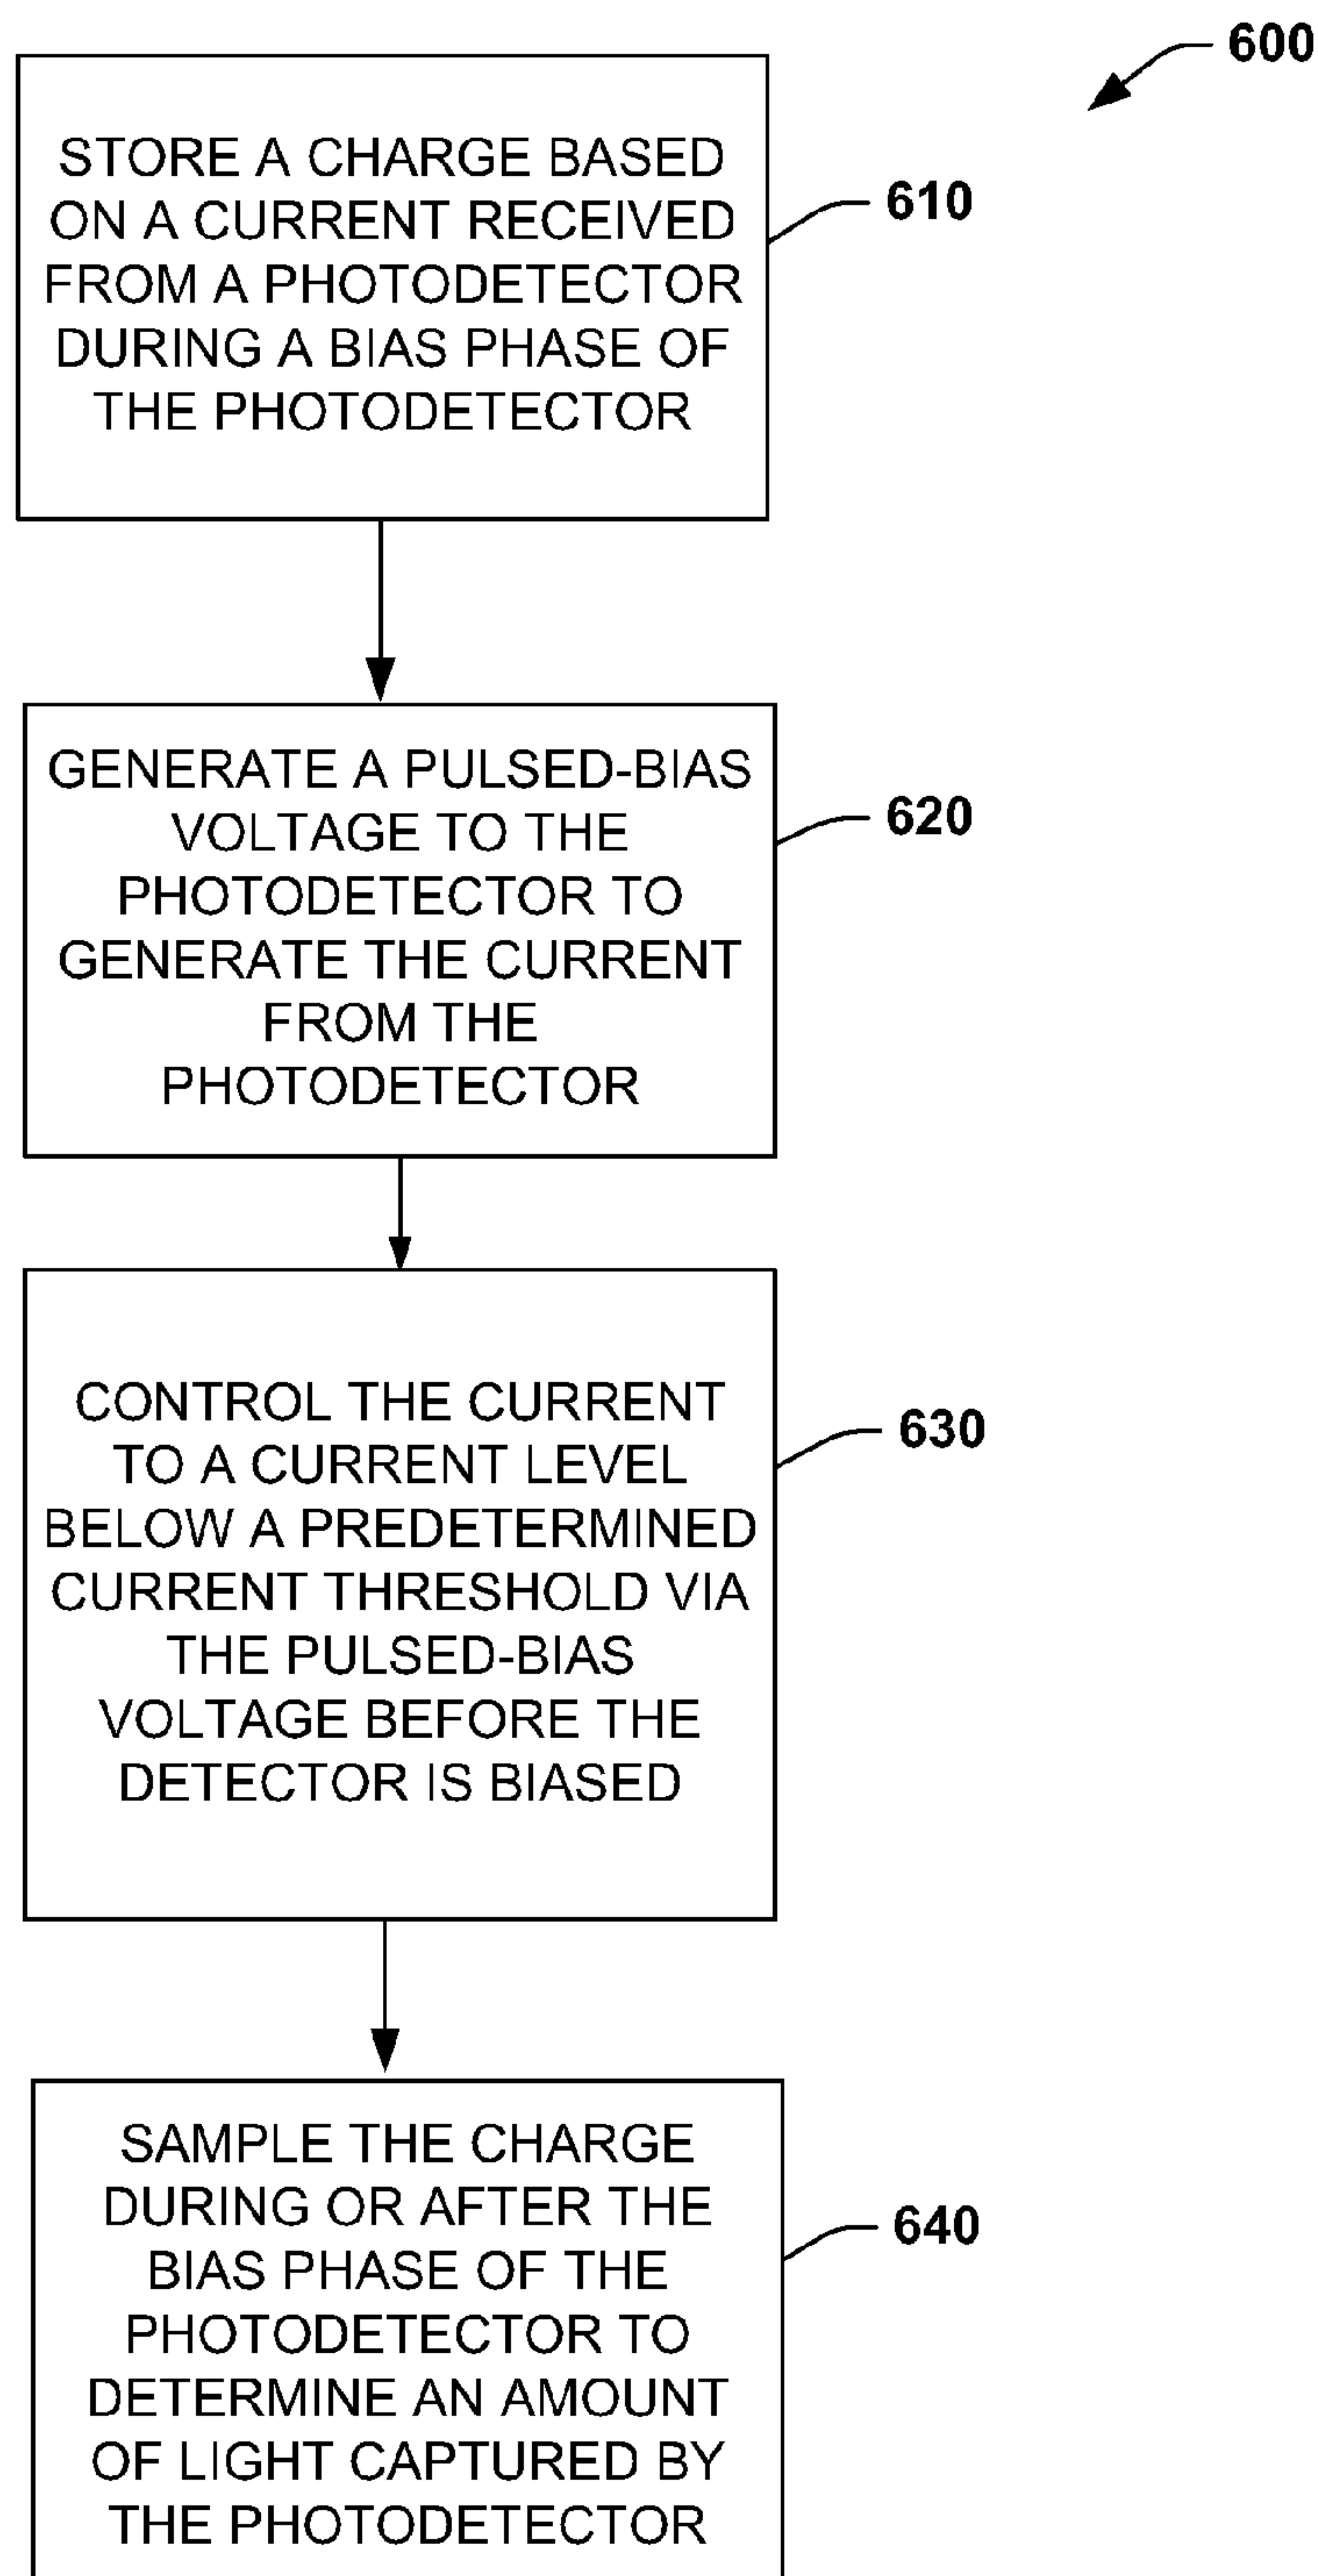 600
STORE A CHARGE BASED
ON A CURRENT RECEIVED
FROM A PHOTODETECTOR
DURING A BIAS PHASE OF
THE PHOTODETECTOR
610
GENERATE A PULSED-BIAS
VOLTAGE TO THE
PHOTODETECTOR TO
GENERATE THE CURRENT
FROM THE
PHOTODETECTOR
620
CONTROL THE CURRENT
TO A CURRENT LEVEL
BELOW A PREDETERMINED
CURRENT THRESHOLD VIA
THE PULSED-BIAS
VOLTAGE BEFORE THE
DETECTOR IS BIASED
630
SAMPLE THE CHARGE
DURING OR AFTER THE
BIAS PHASE OF THE
PHOTODETECTOR TO
DETERMINE AN AMOUNT
OF LIGHT CAPTURED BY
THE PHOTODETECTOR
640